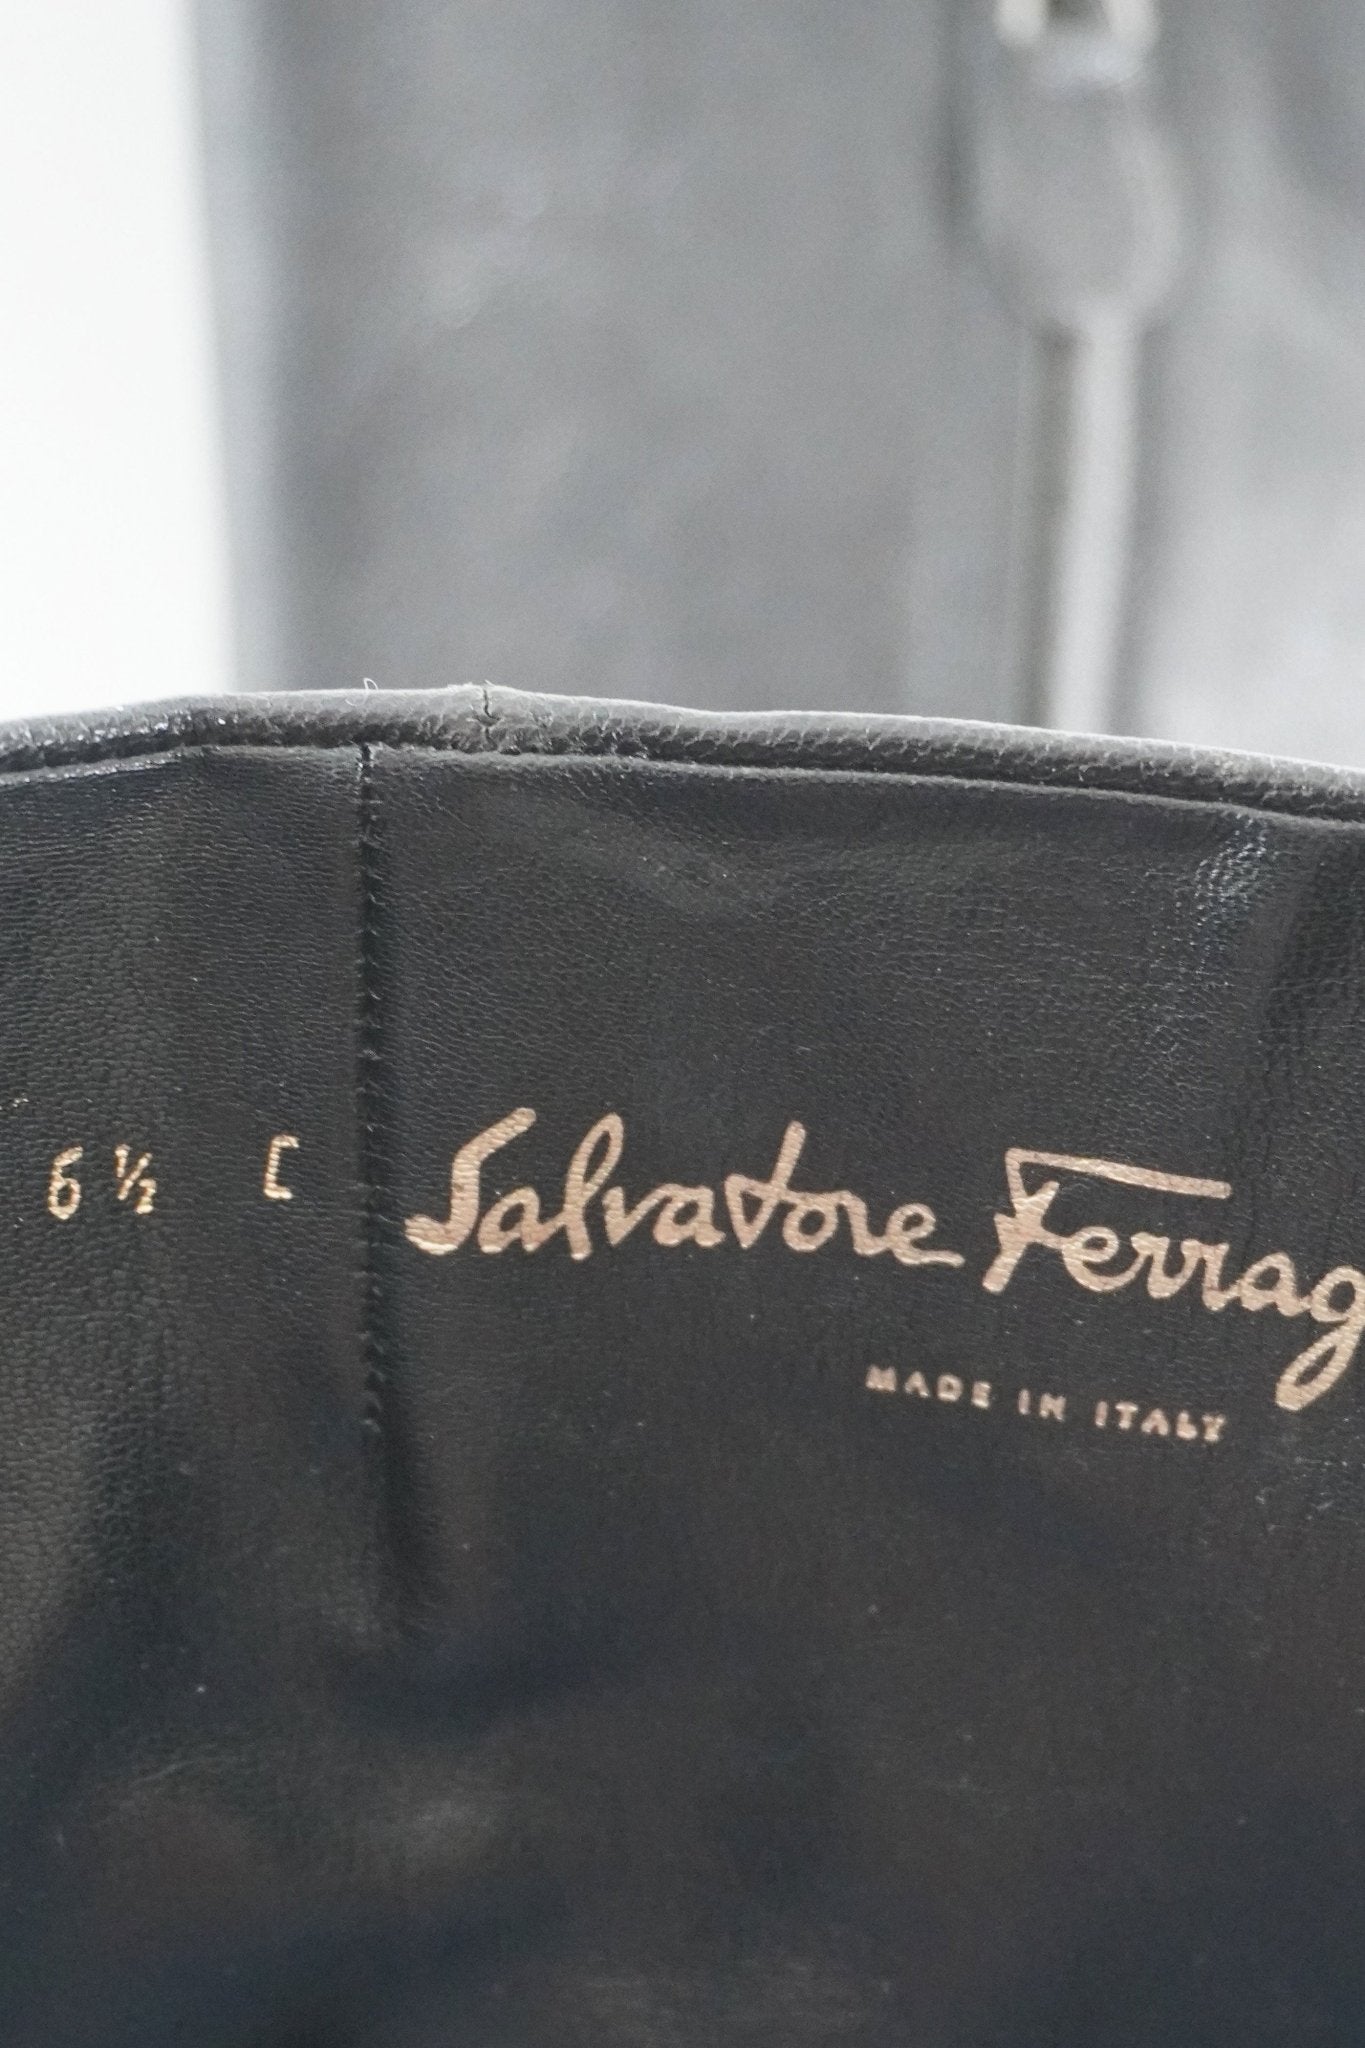 6 ½ C
Salvatore Ferrag
MADE IN ITALY